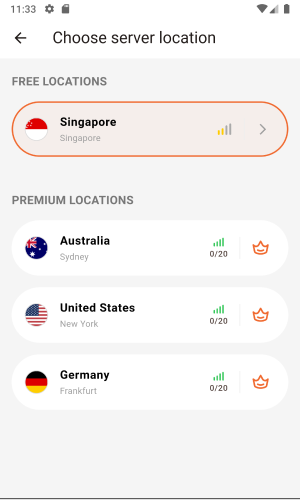 11:33
Choose server location
FREE LOCATIONS
Singapore
Singapore
PREMIUM LOCATIONS
Australia
Sydney
0/20
United States
New York
0/20
Germany
Frankfurt
0/20